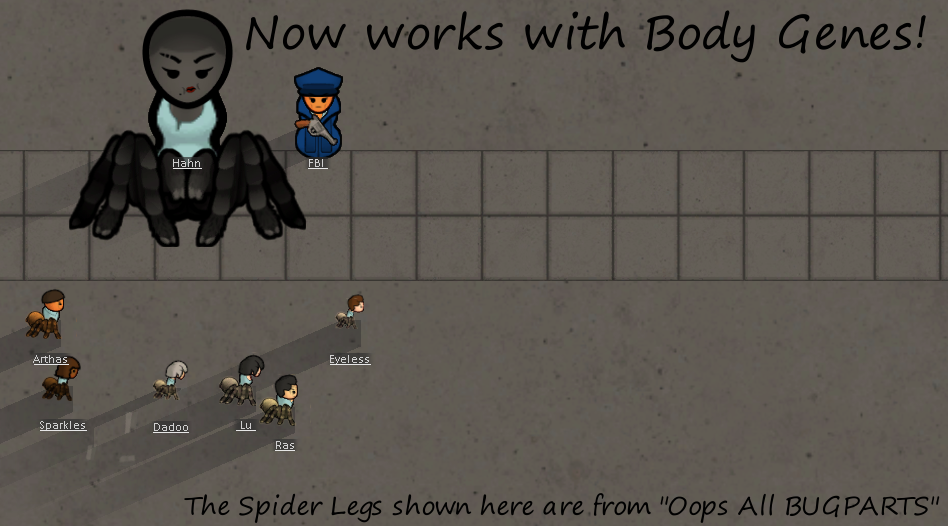 Now works with Body Genes!
Hahn
FBI
Arthas
Eyeless
Sparkles
Dadoo
Lu
Ras
The Spider Legs shown here are from "Oops All BUGPARTS"